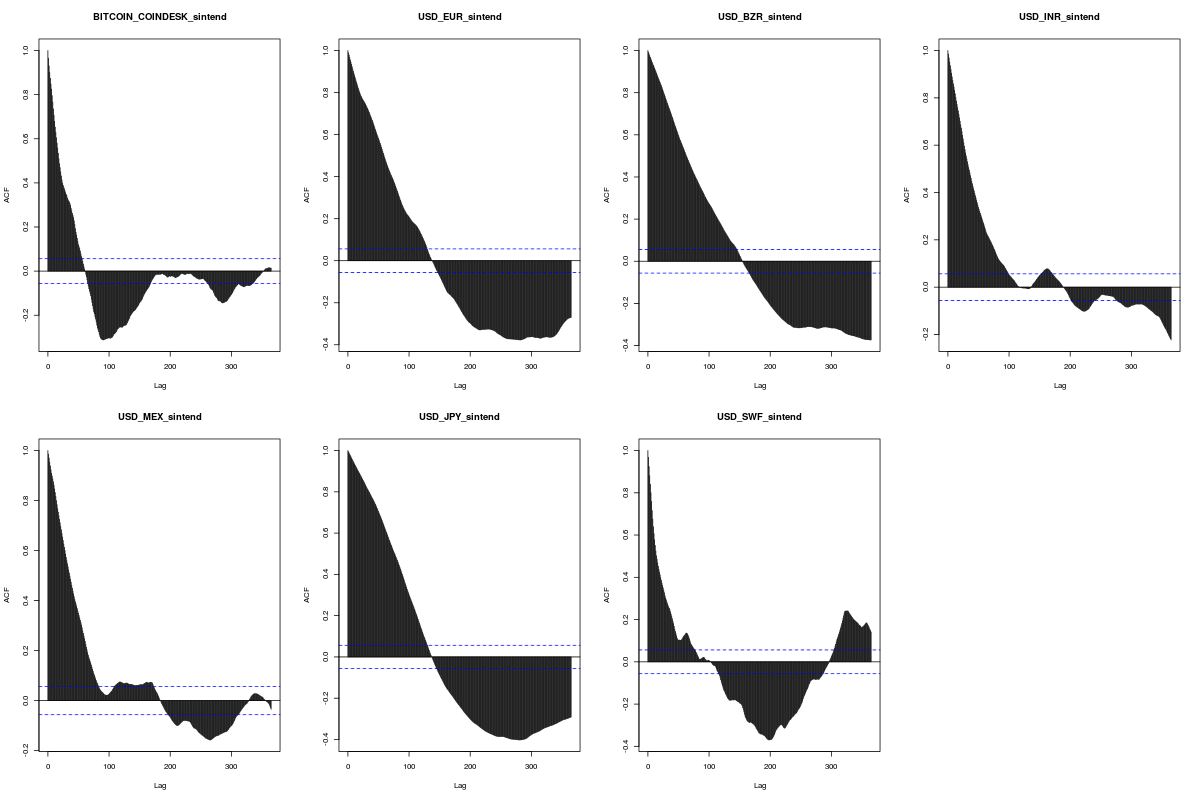 BITCOIN_COINDESK_sintend
ACF
1.0
0.8
0.6
0.4
0.2
0.0
-0.2
0 100 200 300
Lag
USD_EUR_sintend
ACF
1.0
0.8
0.6
0.4
0.2
0.0
-0.2
-0.4
0 100 200 300
Lag
USD_BZR_sintend
ACF
1.0
0.8
0.6
0.4
0.2
0.0
-0.2
-0.4
0 100 200 300
Lag
USD_INR_sintend
ACF
1.0
0.8
0.6
0.4
0.2
0.0
-0.2
0 100 200 300
Lag
USD_MEX_sintend
ACF
1.0
0.8
0.6
0.4
0.2
0.0
-0.2
0 100 200 300
Lag
USD_JPY_sintend
ACF
1.0
0.8
0.6
0.4
0.2
0.0
-0.2
-0.4
0 100 200 300
Lag
USD_SWF_sintend
ACF
1.0
0.8
0.6
0.4
0.2
0.0
-0.2
-0.4
0 100 200 300
Lag